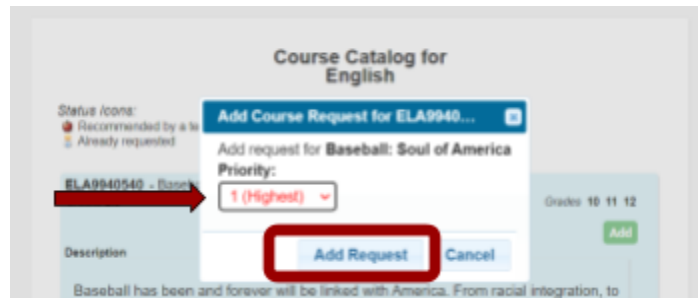 Course Catalog for
English
Status Icons:
Recommended by a te
Already requested
Add Course Request for ELA9940...
Add request for Baseball: Soul of America
Priority:
1 (Highest)
ELA9940540 - Baseb
Grades 10 11 12
Add
Add Request
Cancel
Description
Baseball has been and forever will be linked with America. From racial integration, to